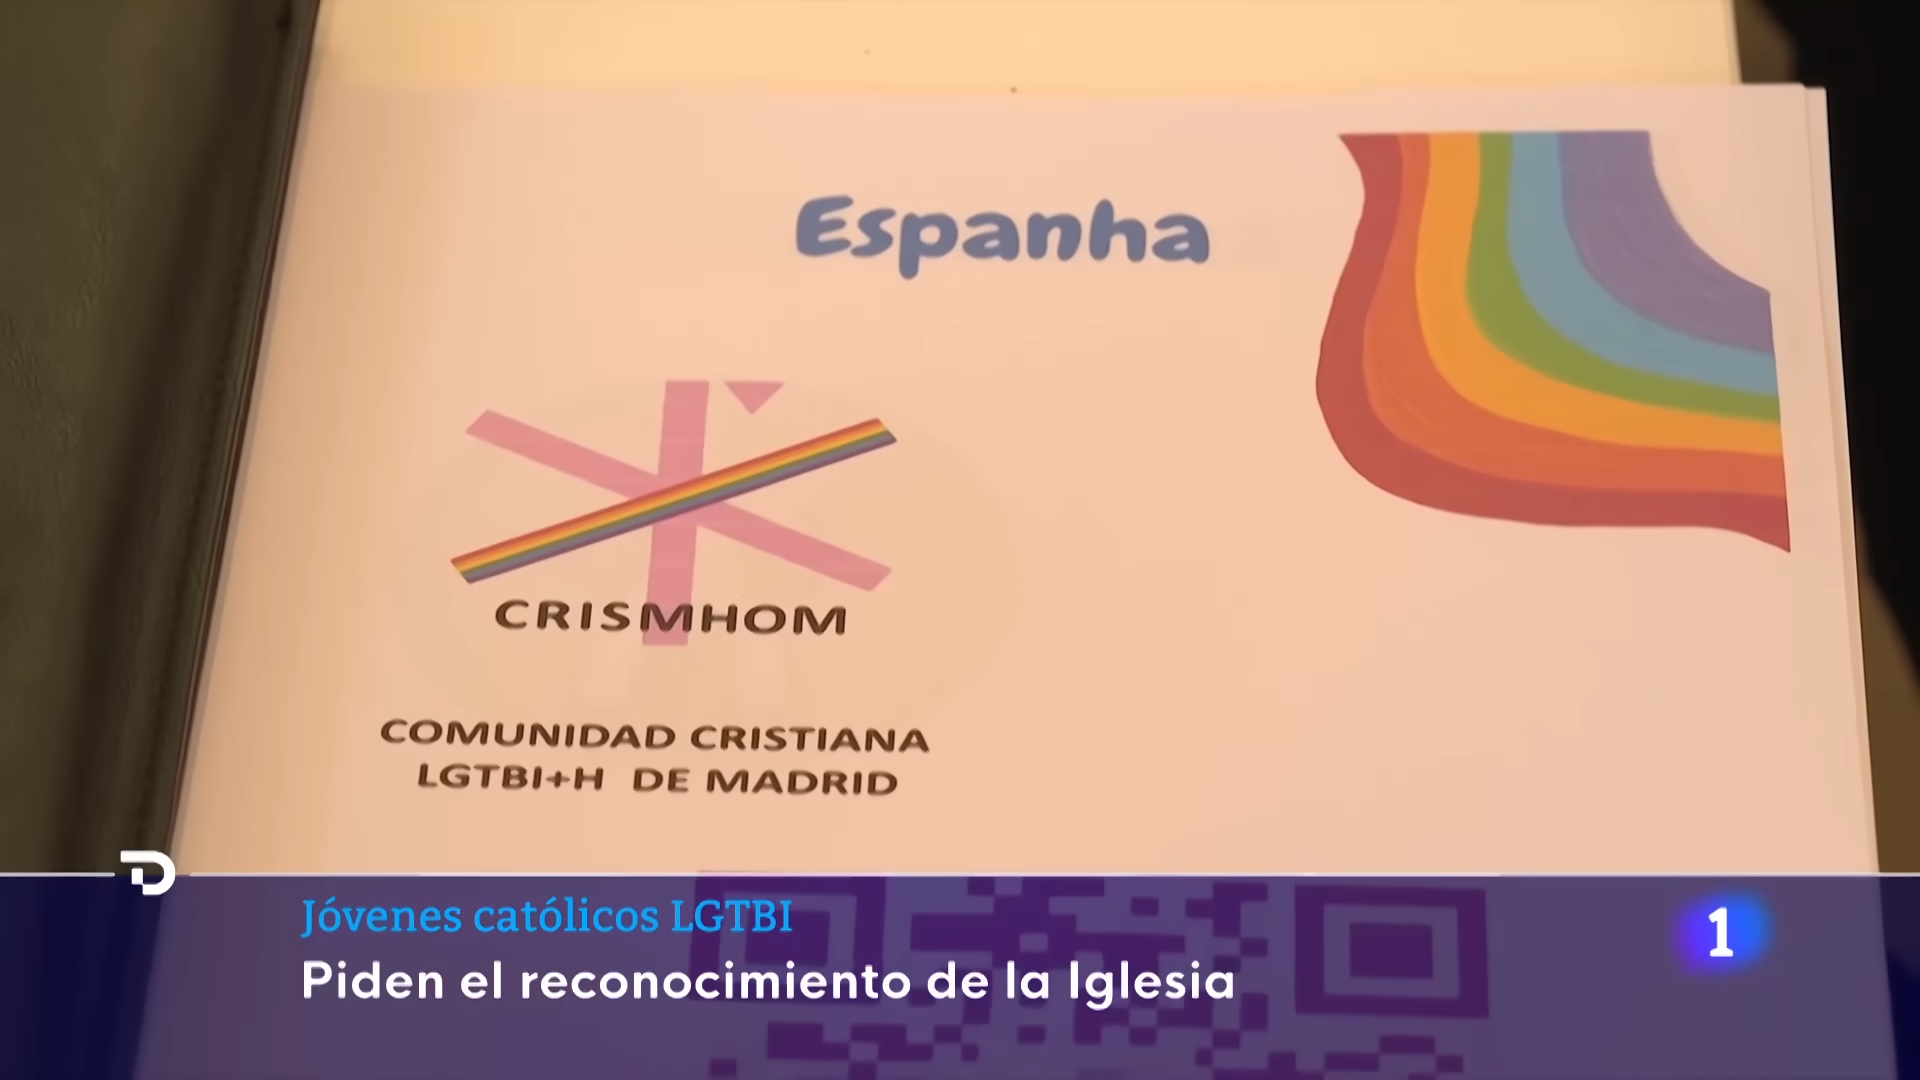 Espanha
CRISMHOM
COMUNIDAD CRISTIANA
LGTBI+H DE MADRID
Jóvenes católicos LGTBI
Piden el reconocimiento de la Iglesia
1